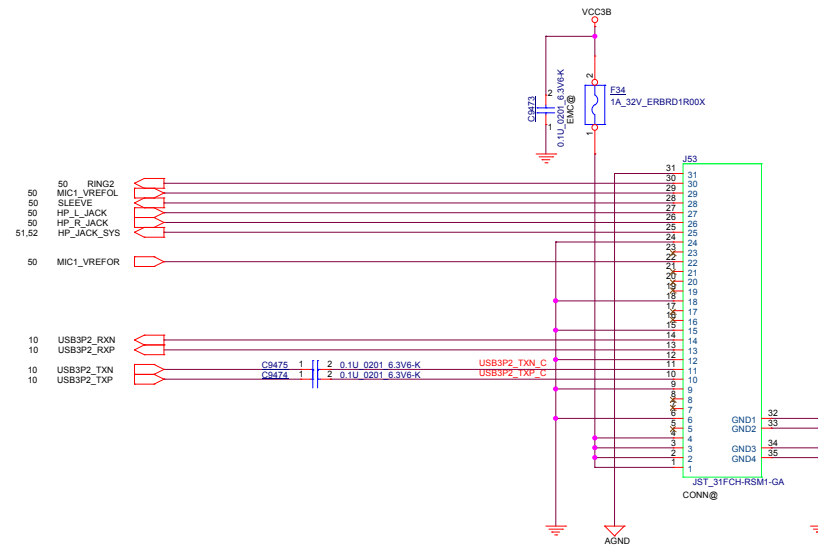 VCC3B
2
C9473
0.1U_0201_6.3V6-K
EMC@
1
2
F34
1A_32V_ERBRD1R00X
1
J53
31 31
50 RING2 30 30
50 MIC1_VREFOL 29 29
50 SLEEVE 28 28
50 HP_L_JACK 27 27
50 HP_R_JACK 26 26
51,52 HP_JACK_SYS 25 25
24 24
23 23
50 MIC1_VREFOR 22 22
21 21
20 20
19 19
18 18
17 17
16 16
15 15
10 USB3P2_RXN 14 14
10 USB3P2_RXP 13 13
12 12
10 USB3P2_TXN C9475 1 2 0.1U_0201_6.3V6-K USB3P2_TXN_C 11 11
10 USB3P2_TXP C9474 1 2 0.1U_0201_6.3V6-K USB3P2_TXP_C 10 10
9 9
8 8
7 7
6 6 GND1 32
5 5 GND2 33
4 4
3 3 GND3 34
2 2 GND4 35
1 1
JST_31FCH-RSM1-GA
CONN@
AGND